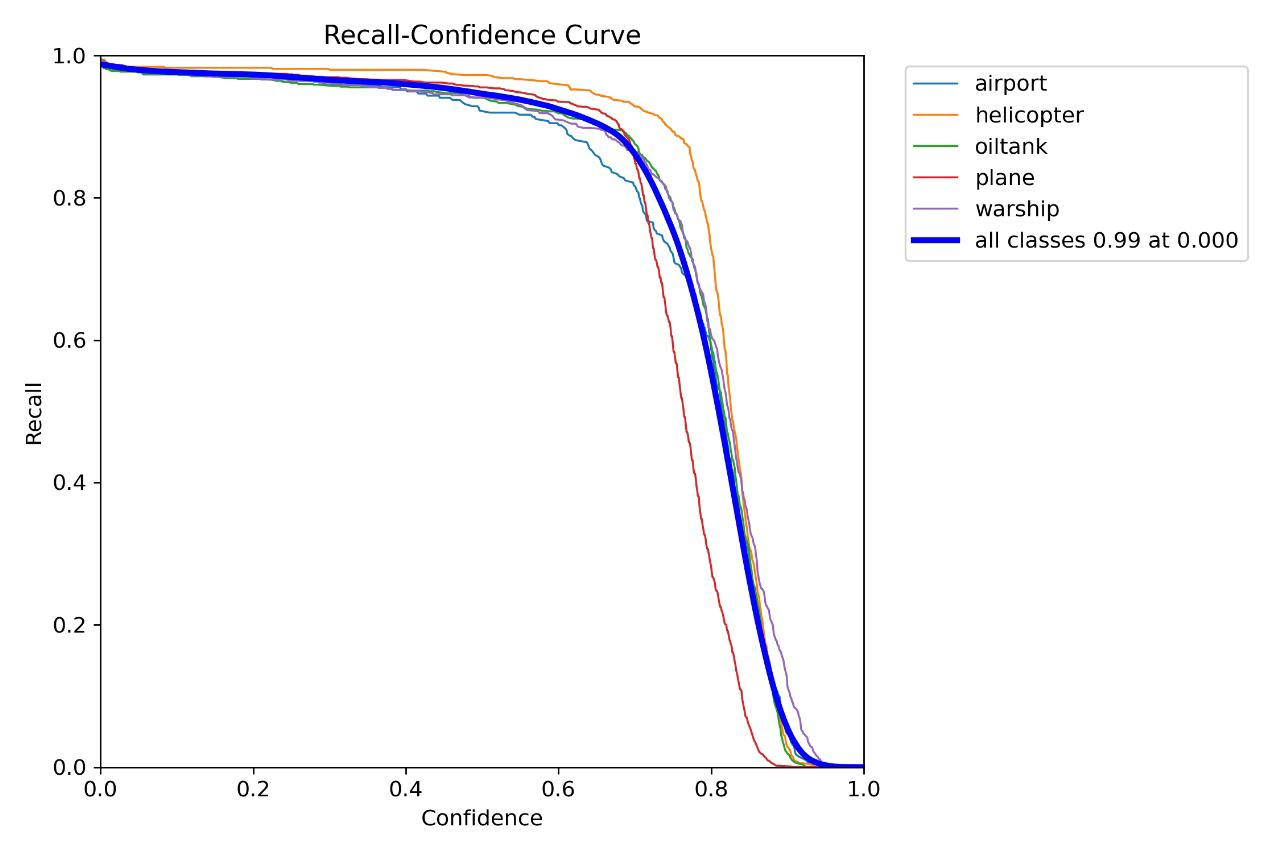 Recall-Confidence Curve
1.0
0.8
0.6
0.4
0.2
0.0
Recall
0.0 0.2 0.4 0.6 0.8 1.0
Confidence
airport
helicopter
oiltank
plane
warship
all classes 0.99 at 0.000